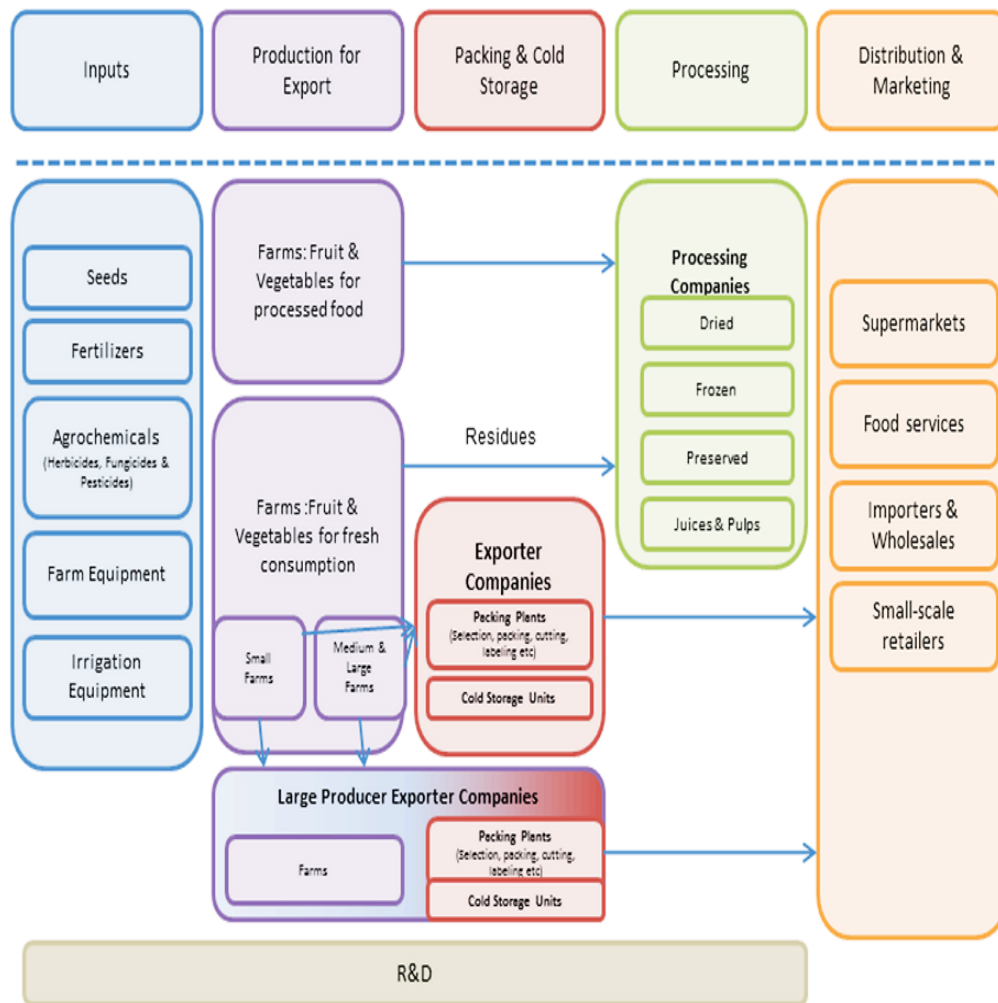 Inputs
Production for
Export
Packing & Cold
Storage
Processing
Distribution &
Marketing
Seeds
Fertilizers
Agrochemicals
(Herbicides, Fungicides &
Pesticides)
Farm Equipment
Irrigation
Equipment
Farms: Fruit &
Vegetables for
processed food
Farms :Fruit &
Vegetables for fresh
consumption
Small
Farms
Medium &
Large
Farms
Residues
Exporter
Companies
Packing Plants
(Selection, packing, cutting,
labeling etc)
Cold Storage Units
Processing
Companies
Dried
Frozen
Preserved
Juices & Pulps
Supermarkets
Food services
Importers &
Wholesales
Small-scale
retailers
Large Producer Exporter Companies
Farms
Packing Plants
(Selection, packing, cutting,
labeling etc)
Cold Storage Units
R&D